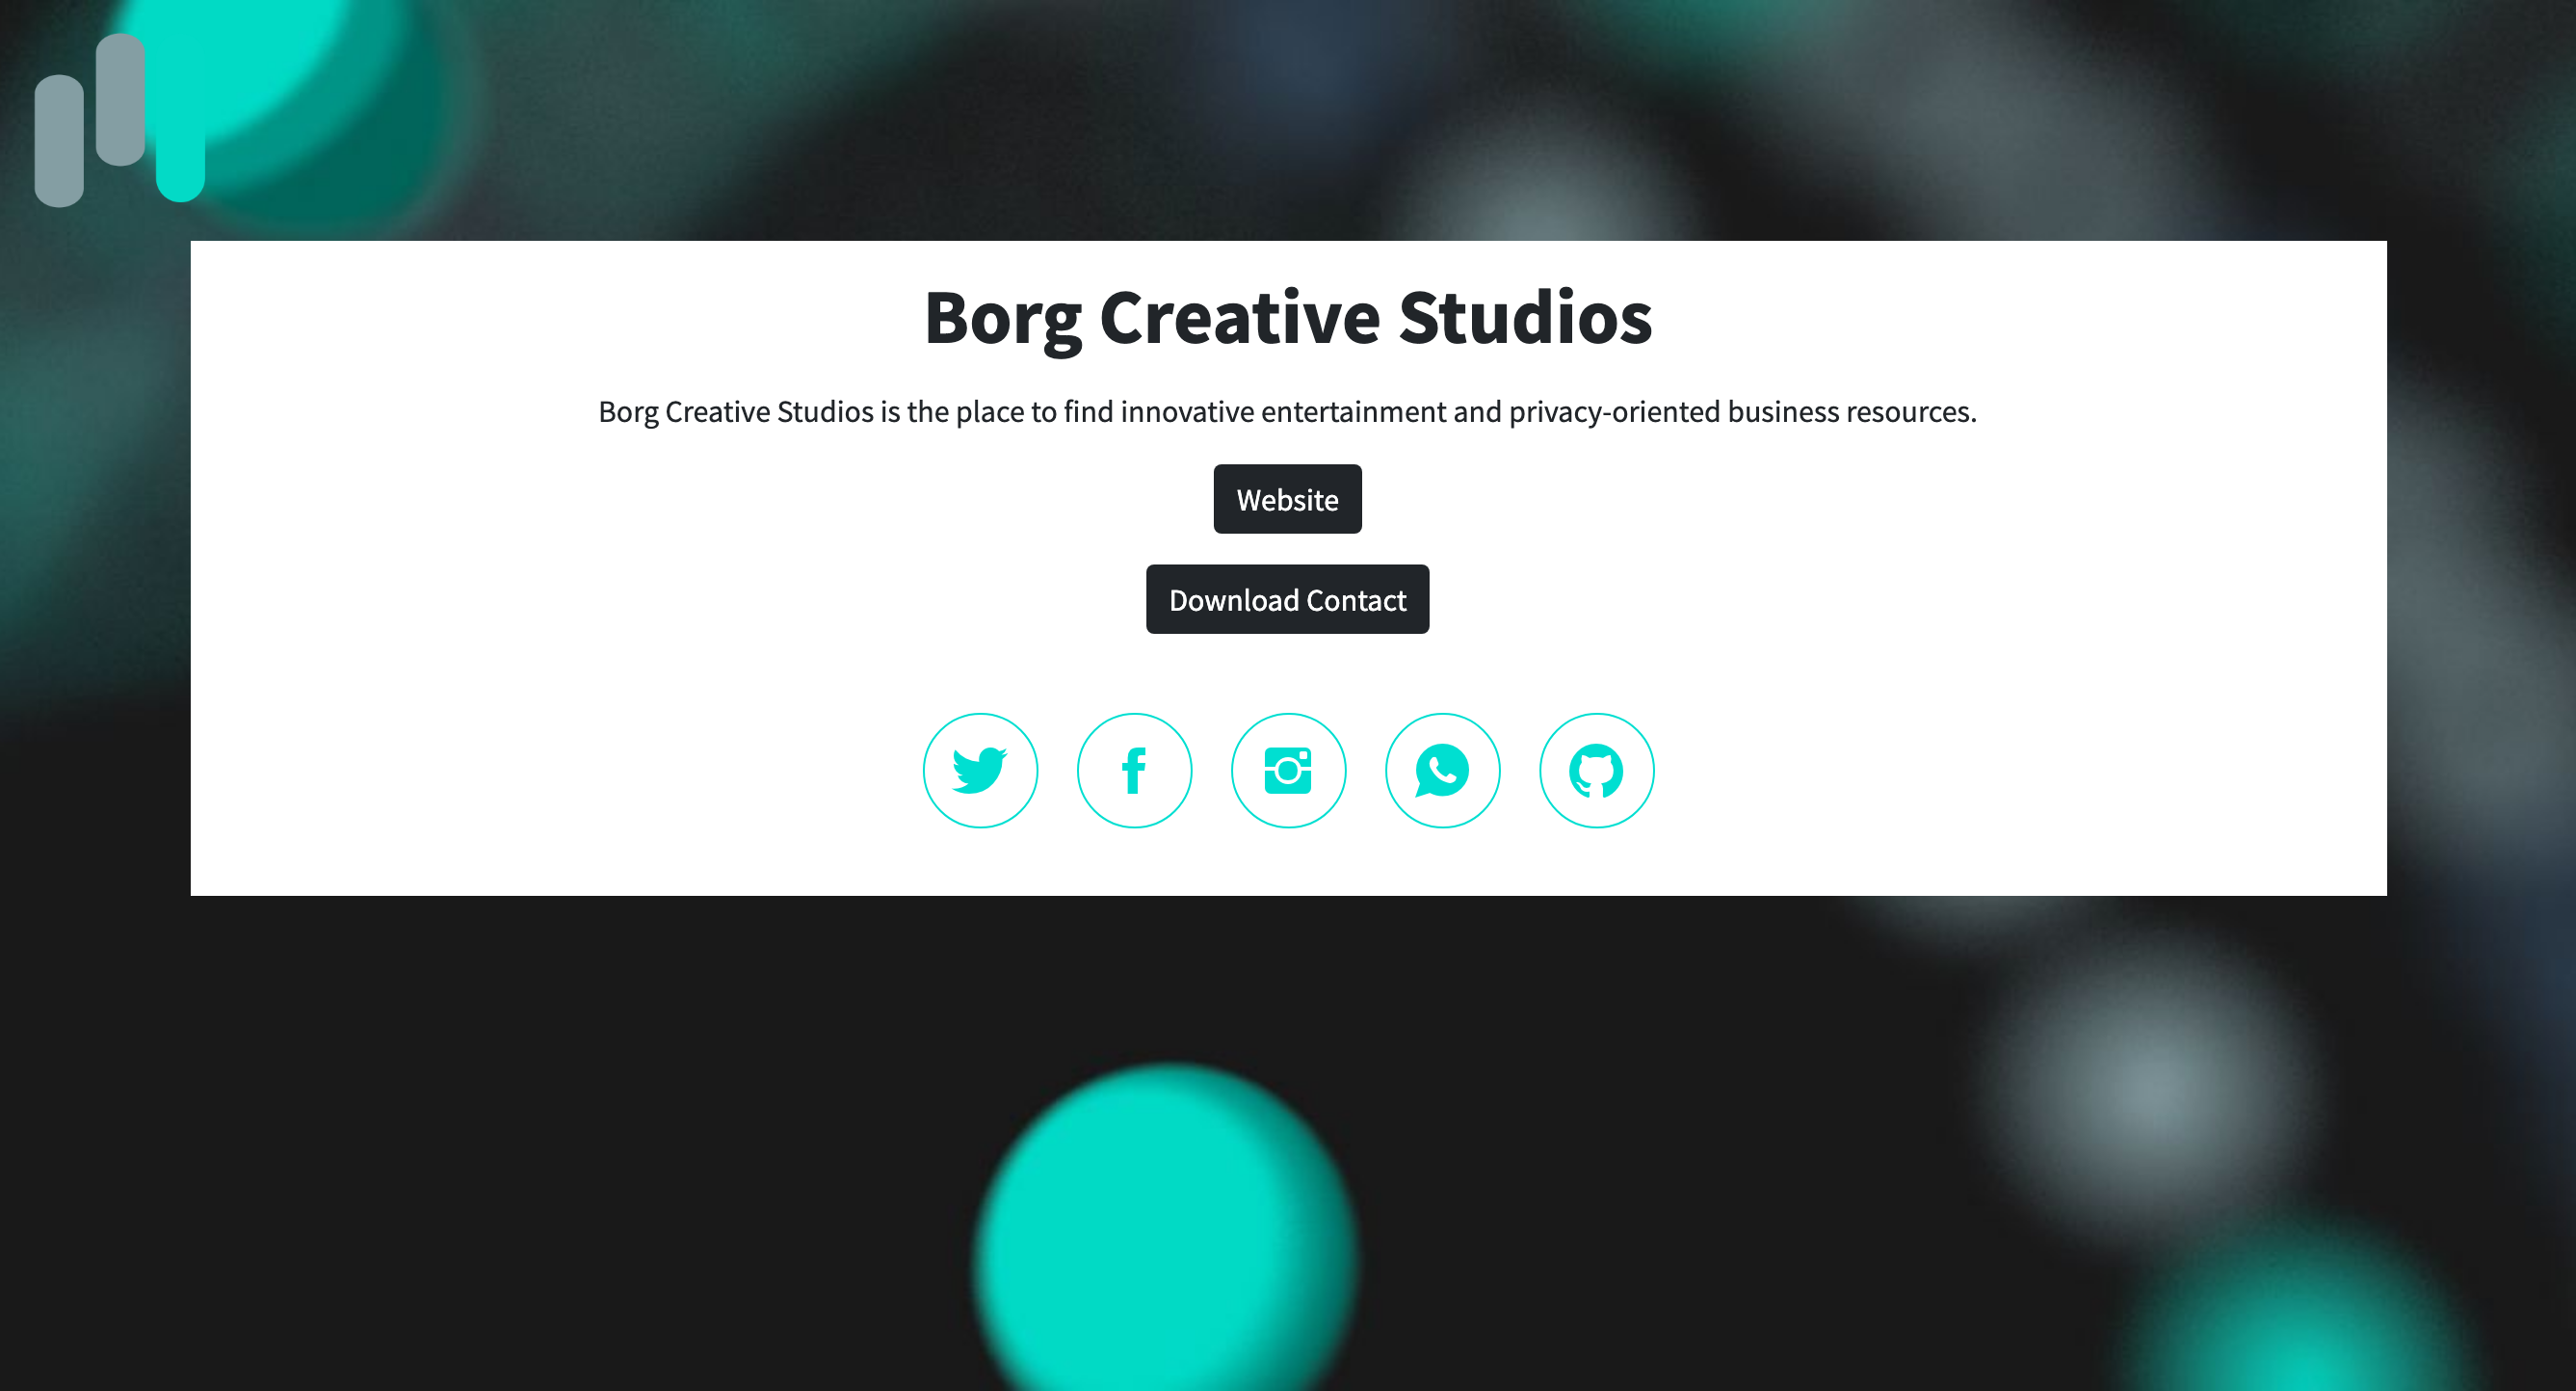 Borg Creative Studios
Borg Creative Studios is the place to find innovative entertainment and privacy-oriented business resources.
Website
Download Contact